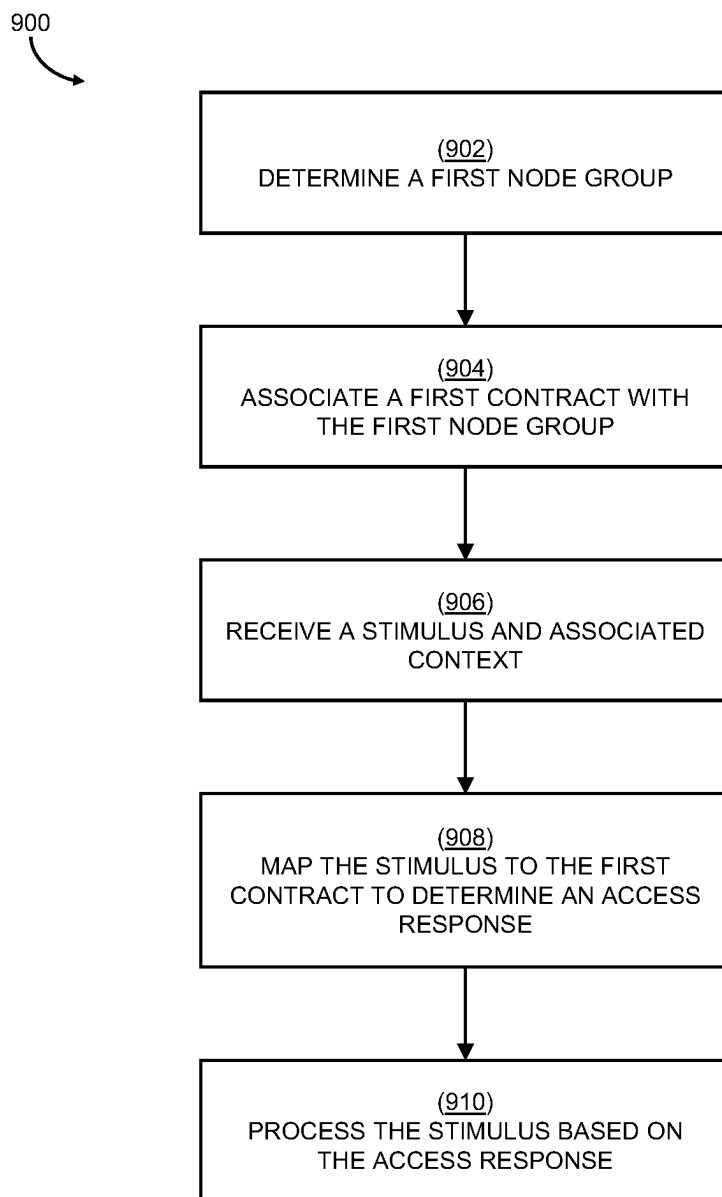 900
(902)
DETERMINE A FIRST NODE GROUP
(904)
ASSOCIATE A FIRST CONTRACT WITH
THE FIRST NODE GROUP
(906)
RECEIVE A STIMULUS AND ASSOCIATED
CONTEXT
(908)
MAP THE STIMULUS TO THE FIRST
CONTRACT TO DETERMINE AN ACCESS
RESPONSE
(910)
PROCESS THE STIMULUS BASED ON
THE ACCESS RESPONSE